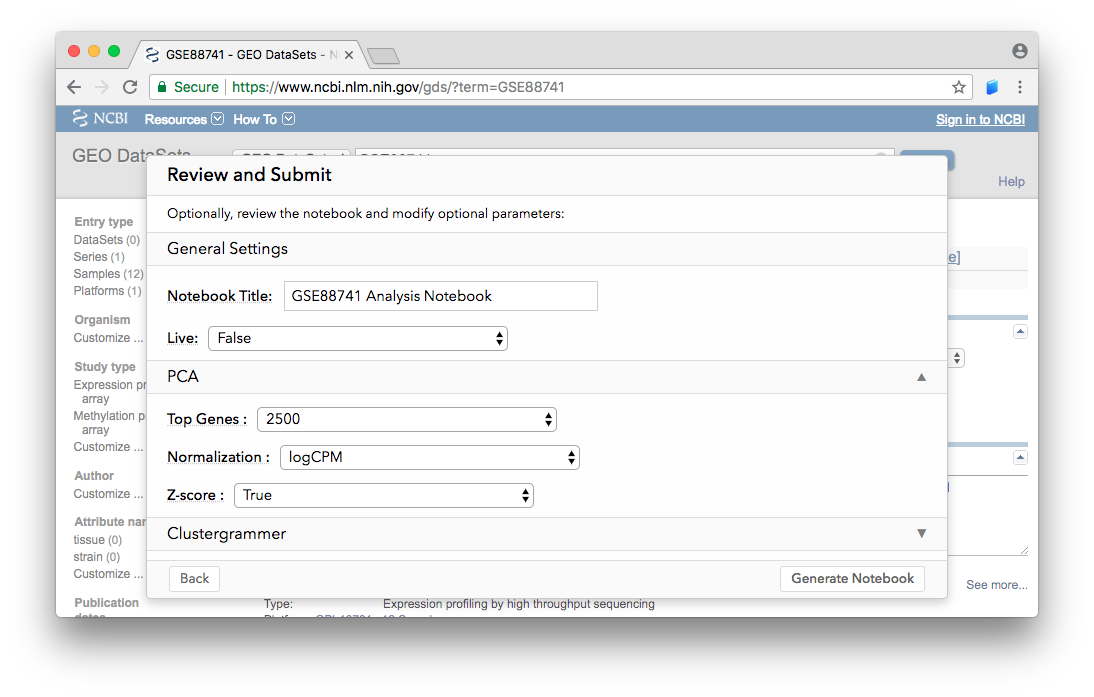 GSE88741 - GEO DataSets - N
Secure https://www.ncbi.nlm.nih.gov/gds/?term=GSE88741
NCBI Resources How To Sign in to NCBI
GEO DataSets
Help
Review and Submit
Optionally, review the notebook and modify optional parameters:
General Settings
Notebook Title: GSE88741 Analysis Notebook
Live: False
PCA
Top Genes : 2500
Normalization : logCPM
Z-score : True
Clustergrammer
Back Generate Notebook
Entry type
DataSets (0)
Series (1)
Samples (12)
Platforms (1)
Organism
Customize ...
Study type
Expression pr
array
Methylation p
array
Customize ...
Author
Customize ...
Attribute nar
tissue (0)
strain (0)
Customize ...
Publication
e]
See more...
Type: Expression profiling by high throughput sequencing